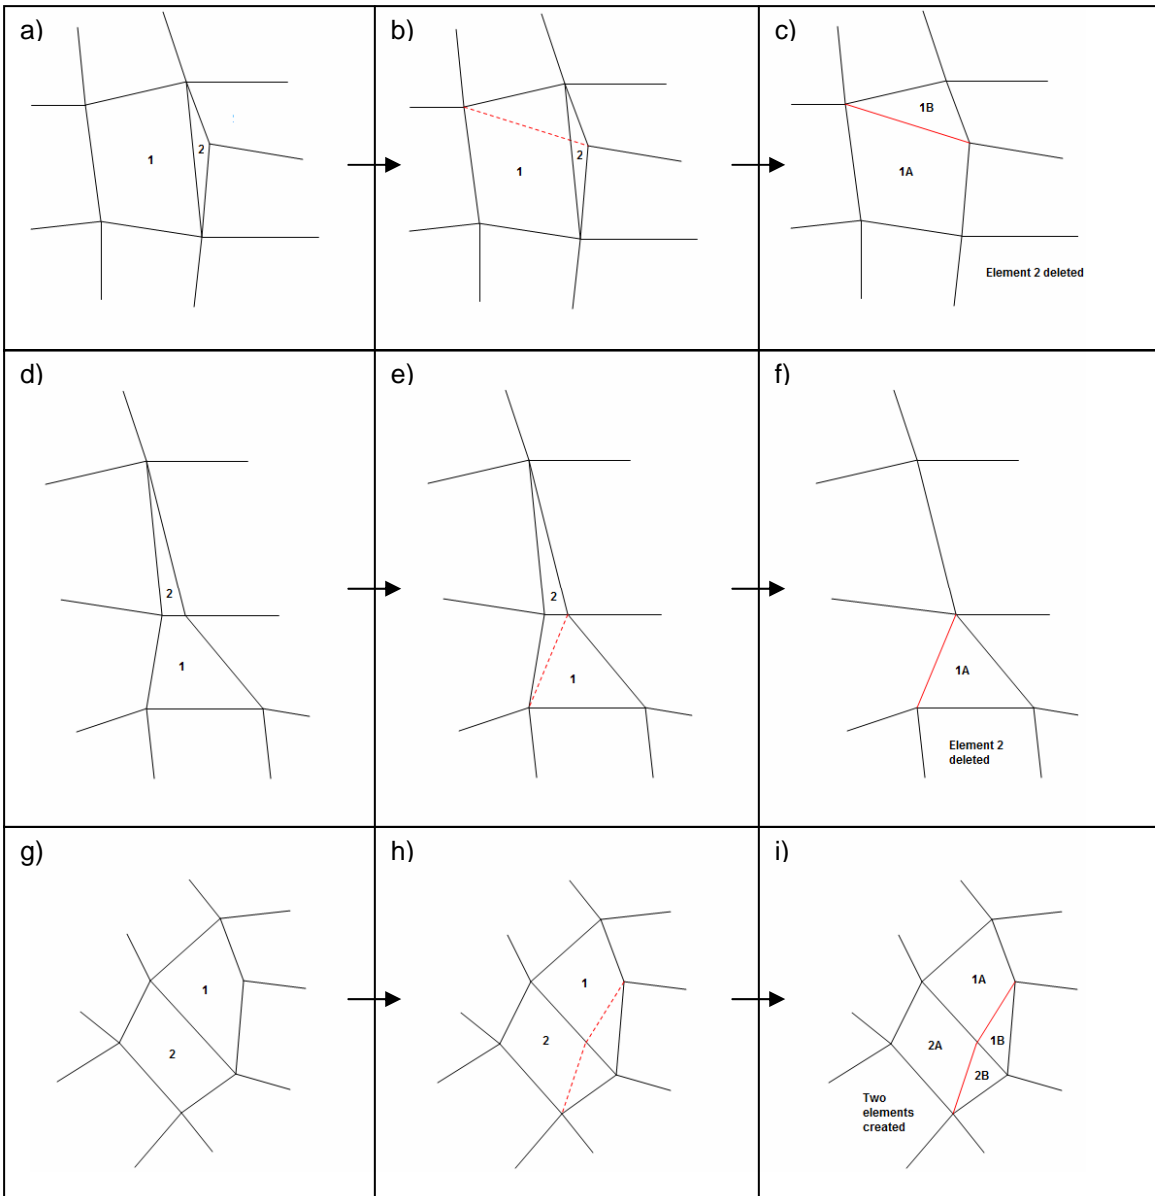 a)
1
2
b)
1
2
c)
1B
1A
Element 2 deleted
d)
2
1
e)
2
1
f)
1A
Element 2
deleted
g)
1
2
h)
1
2
i)
1A
1B
2A
2B
Two
elements
created